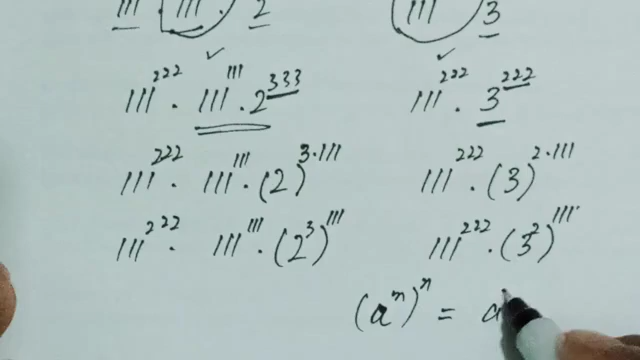 111 · 111 · 2 111 3
111^222 · 111^111 · 2^333 111^222 · 3^222
111^222 · 111^111 · (2)^3·111 111^222 · (3)^2·111
111^222 · 111^111 · (2^3)^111 111^222 · (3^2)^111
(a^m)^n = a